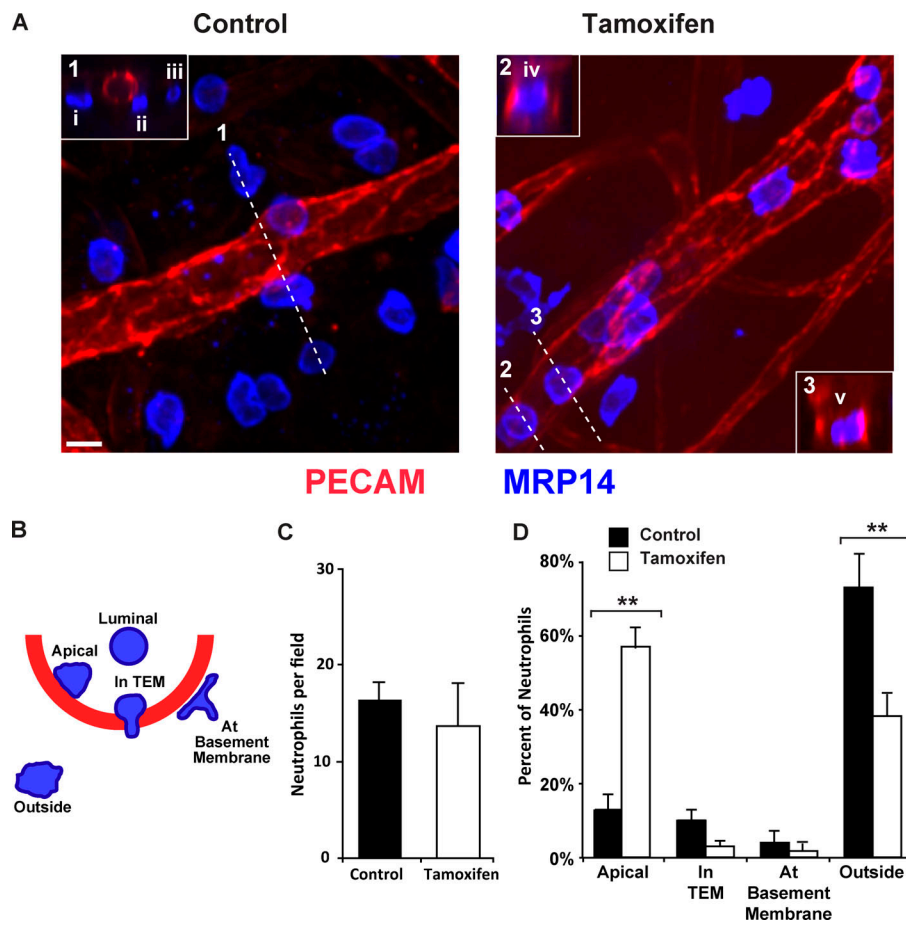 A
Control
Tamoxifen
1
i
ii
iii
1
2
iv
3
2
3
v
PECAM
MRP14
B
Luminal
Apical
In TEM
At
Basement
Membrane
Outside
C
Neutrophils per field
30
20
10
0
Control
Tamoxifen
D
Control
Tamoxifen
Percent of Neutrophils
80%
60%
40%
20%
0%
**
**
Apical
In
TEM
At
Basement
Membrane
Outside